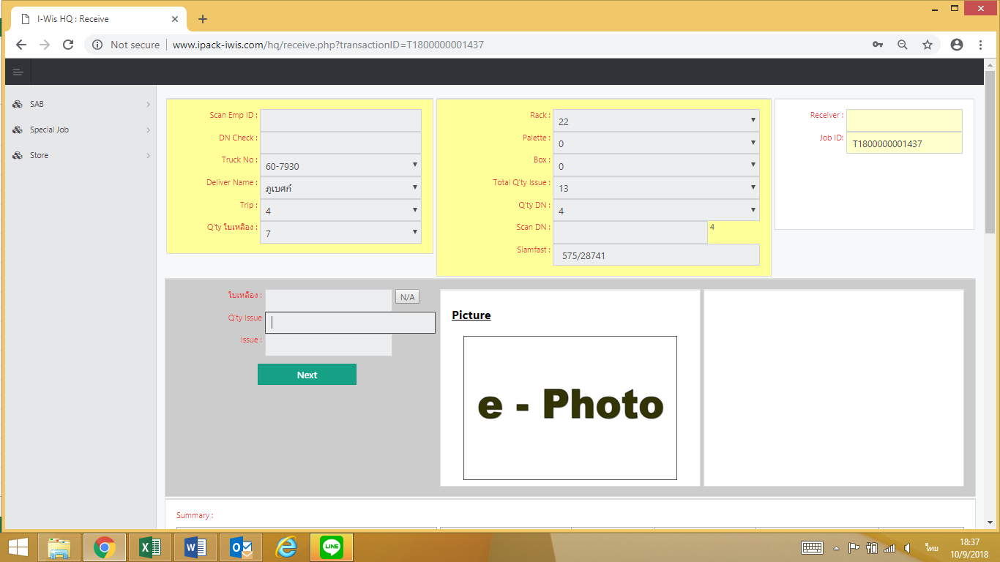 I-Wis HQ : Receive
Not secure
www.ipack-iwis.com/hq/receive.php?transactionID=T1800000001437
SAB
Special Job
Store
Scan Emp ID :
DN Check :
Truck No : 60-7930
Deliver Name : ภูเบศก์
Trip : 4
Q'ty ใบเหลือง : 7
Rack : 22
Palette : 0
Box : 0
Total Q'ty Issue : 13
Q'ty DN : 4
Scan DN : 4
Siamfast : 575/28741
Receiver :
Job ID: T1800000001437
ใบเหลือง : N/A
Q'ty Issue
Issue :
Next
Picture
e - Photo
Summary :
LINE
ไทย
18:37
10/9/2018